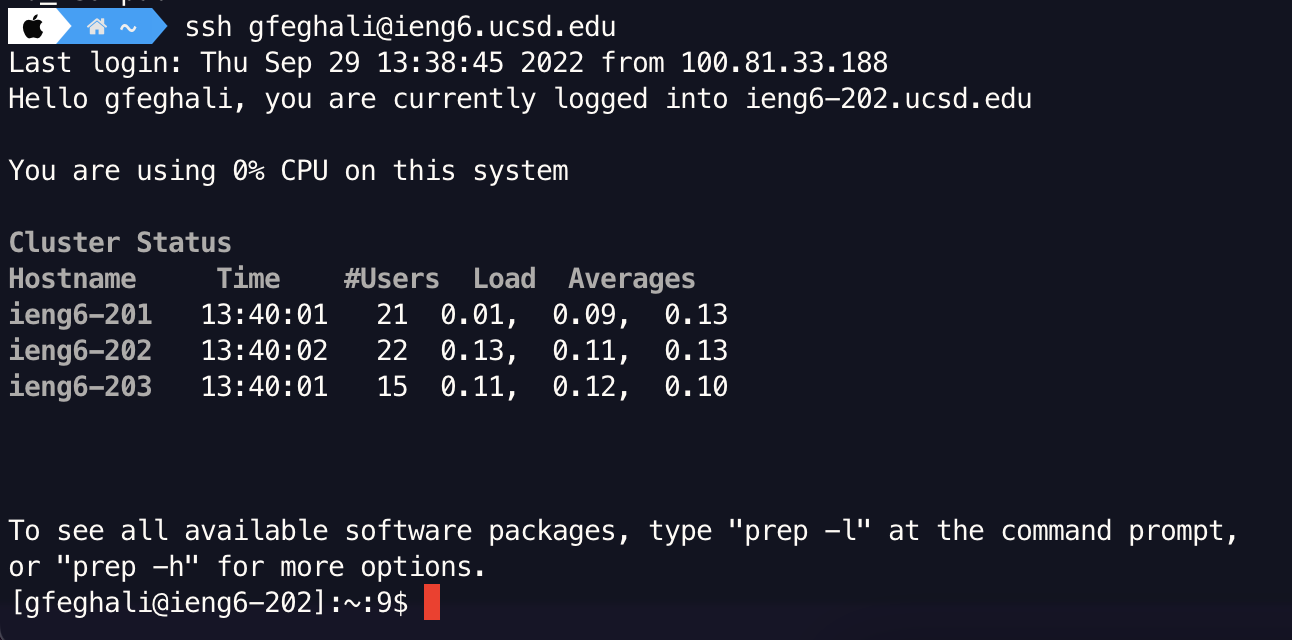 ~ ssh gfeghali@ieng6.ucsd.edu
Last login: Thu Sep 29 13:38:45 2022 from 100.81.33.188
Hello gfeghali, you are currently logged into ieng6-202.ucsd.edu
You are using 0% CPU on this system
Cluster Status
Hostname Time #Users Load Averages
ieng6-201 13:40:01 21 0.01, 0.09, 0.13
ieng6-202 13:40:02 22 0.13, 0.11, 0.13
ieng6-203 13:40:01 15 0.11, 0.12, 0.10
To see all available software packages, type "prep -l" at the command prompt,
or "prep -h" for more options.
[gfeghali@ieng6-202]:~:9$